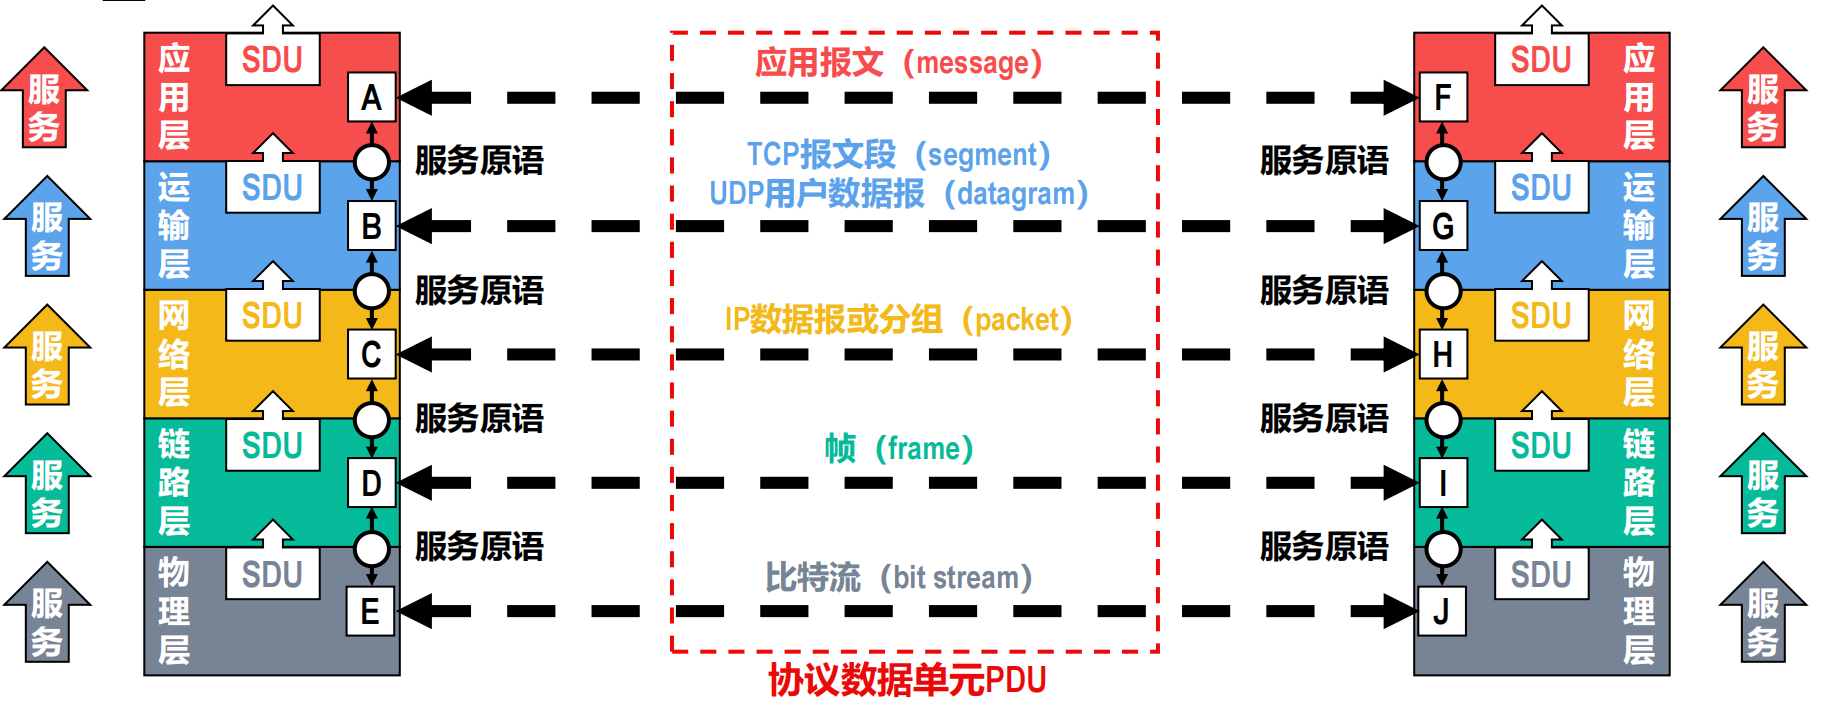 服务
应用层
SDU
A
应用报文（message）
F
SDU
应用层
服务
服务原语
TCP报文段（segment）
UDP用户数据报（datagram）
服务原语
服务
运输层
SDU
B
G
SDU
运输层
服务
服务原语
IP数据报或分组（packet）
服务原语
服务
网络层
SDU
C
H
SDU
网络层
服务
服务原语
帧（frame）
服务原语
服务
链路层
SDU
D
I
SDU
链路层
服务
服务原语
比特流（bit stream）
服务原语
服务
物理层
SDU
E
J
SDU
物理层
服务
协议数据单元PDU